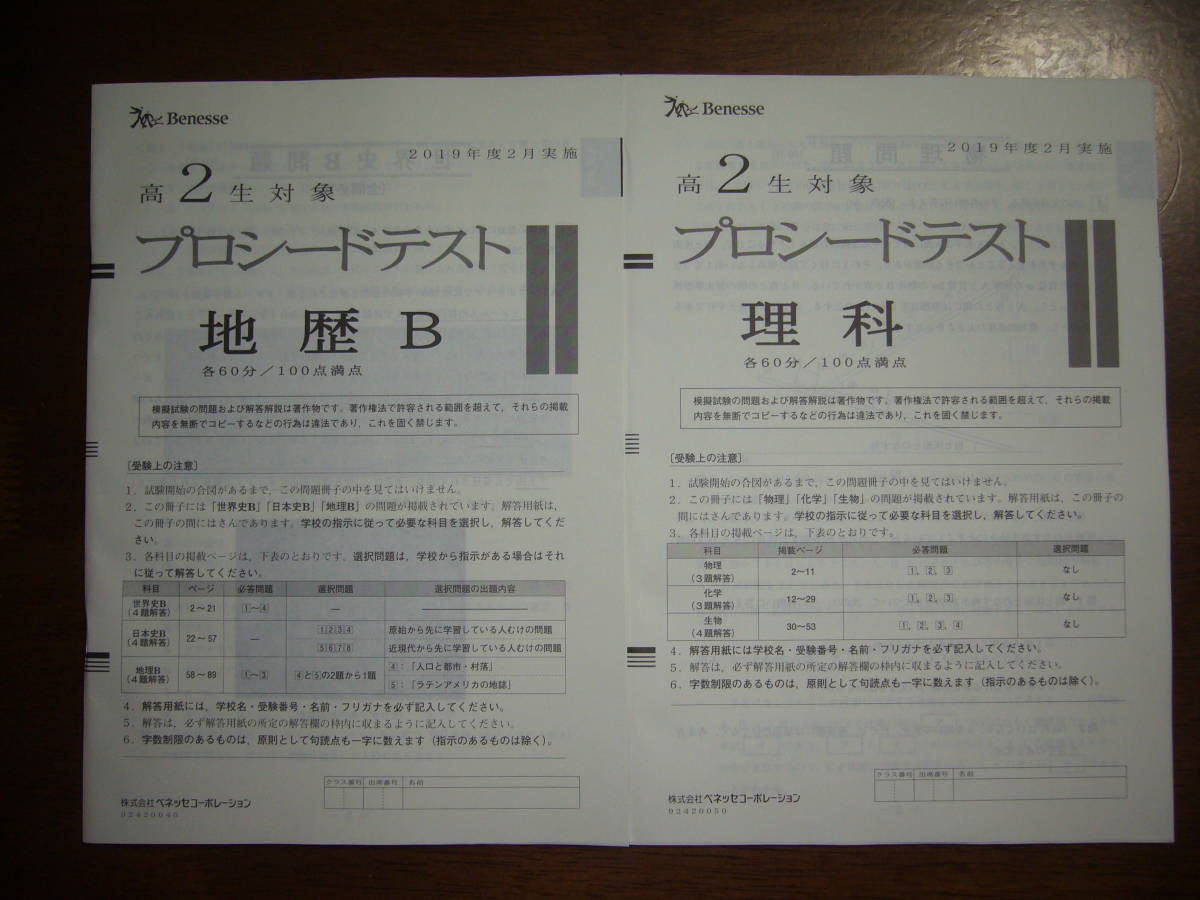 Benesse
2019年度2月実施
高2生対象
プロシードテスト
地歴B
各60分／100点満点
模擬試験の問題および解答解説は著作物です。著作権法で許容される範囲を超えて，それらの掲載
内容を無断でコピーするなどの行為は違法であり，これを固く禁じます。
［受験上の注意］
1．試験開始の合図があるまで，この問題冊子の中を見てはいけません。
2．この冊子には「世界史B」「日本史B」「地理B」の問題が掲載されています。解答用紙は，
この冊子の間にはさんであります。学校の指示に従って必要な科目を選択し，解答してくだ
さい。
3．各科目の掲載ページは，下表のとおりです。選択問題は，学校から指示がある場合はそれ
に従って解答してください。
科目 ページ 必答問題 選択問題 選択問題の出題内容
世界史B
（4題解答） 2～21 1～4 ―
日本史B
（4題解答） 22～57 ― 1234 原始から先に学習している人むけの問題
5678 近現代から先に学習している人むけの問題
地理B
（4題解答） 58～89 1～3 4と5の2題から1題 4：「人口と都市・村落」
5：「ラテンアメリカの地誌」
4．解答用紙には，学校名・受験番号・名前・フリガナを必ず記入してください。
5．解答は，必ず解答用紙の所定の解答欄の枠内に収まるように記入してください。
6．字数制限のあるものは，原則として句読点も一字に数えます（指示のあるものは除く）。
クラス番号 出席番号 名前
株式会社ベネッセコーポレーション
92420040
Benesse
2019年度2月実施
高2生対象
プロシードテスト
理科
各60分／100点満点
模擬試験の問題および解答解説は著作物です。著作権法で許容される範囲を超えて，それらの掲載
内容を無断でコピーするなどの行為は違法であり，これを固く禁じます。
［受験上の注意］
1．試験開始の合図があるまで，この問題冊子の中を見てはいけません。
2．この冊子には「物理」「化学」「生物」の問題が掲載されています。解答用紙は，この冊子の
間にはさんであります。学校の指示に従って必要な科目を選択し，解答してください。
3．各科目の掲載ページは，下表のとおりです。
科目 掲載ページ 必答問題 選択問題
物理
（3題解答） 2～11 1，2，3 なし
化学
（3題解答） 12～29 1，2，3 なし
生物
（4題解答） 30～53 1，2，3，4 なし
4．解答用紙には学校名・受験番号・名前・フリガナを必ず記入してください。
5．解答は，必ず解答用紙の所定の解答欄の枠内に収まるように記入してください。
6．字数制限のあるものは，原則として句読点も一字に数えます（指示のあるものは除く）。
クラス番号 出席番号 名前
株式会社ベネッセコーポレーション
92420050